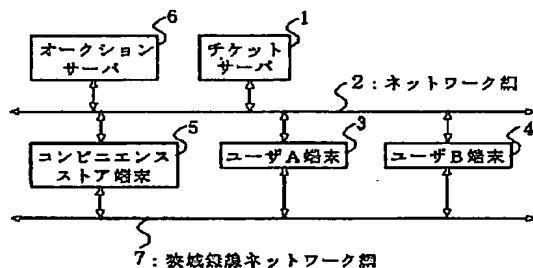 6
オークション
サーバ
1
チケット
サーバ
2:ネットワーク網
5
コンビニエンス
ストア端末
3
ユーザA端末
4
ユーザB端末
7:狭域無線ネットワーク網